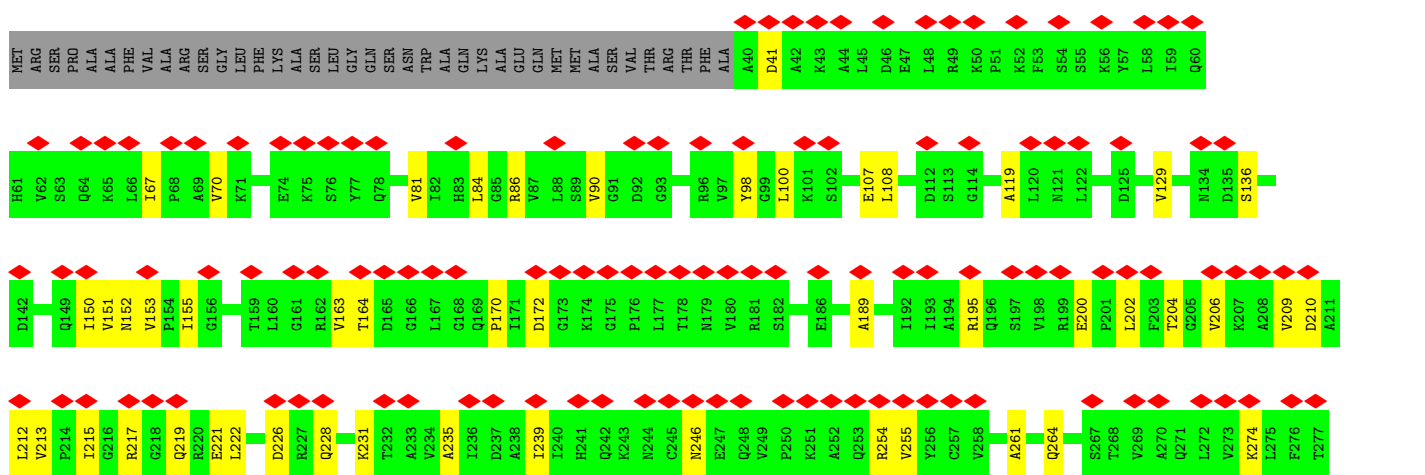 MET ARG SER PRO ALA ALA PHE VAL ALA ARG SER GLY LEU PHE LYS ALA SER LEU GLY GLN SER ASN TRP ALA GLN LYS ALA GLU GLN MET MET ALA SER VAL THR ARG THR PHE ALA A40 D41 A42 K43 A44 L45 D46 E47 L48 R49 K50 P51 K52 F53 S54 S55 K56 Y57 L58 I59 Q60
H61 V62 S63 Q64 K65 L66 I67 P68 A69 V70 K71 E74 K75 S76 Y77 Q78 V81 I82 H83 L84 G85 R86 V87 L88 S89 V90 G91 D92 G93 R96 V97 Y98 G99 L100 K101 S102 E107 L108 D112 S113 G114 A119 L120 N121 L122 D125 V129 N134 D135 S136
D142 Q149 I150 V151 N152 V153 P154 I155 G156 T159 L160 G161 R162 V163 T164 D165 G166 L167 G168 Q169 P170 I171 D172 G173 K174 G175 P176 L177 T178 N179 V180 R181 S182 E186 A189 I192 I193 A194 R195 Q196 S197 V198 R199 E200 P201 L202 F203 T204 G205 V206 K207 A208 V209 D210 A211
L212 V213 P214 I215 G216 R217 G218 Q219 R220 E221 L222 D226 R227 Q228 K231 T232 A233 V234 A235 I236 D237 A238 I239 I240 H241 Q242 K243 N244 C245 N246 E247 Q248 V249 P250 K251 A252 Q253 R254 V255 Y256 C257 V258 A261 Q264 S267 T268 V269 A270 Q271 L272 V273 K274 L275 F276 T277